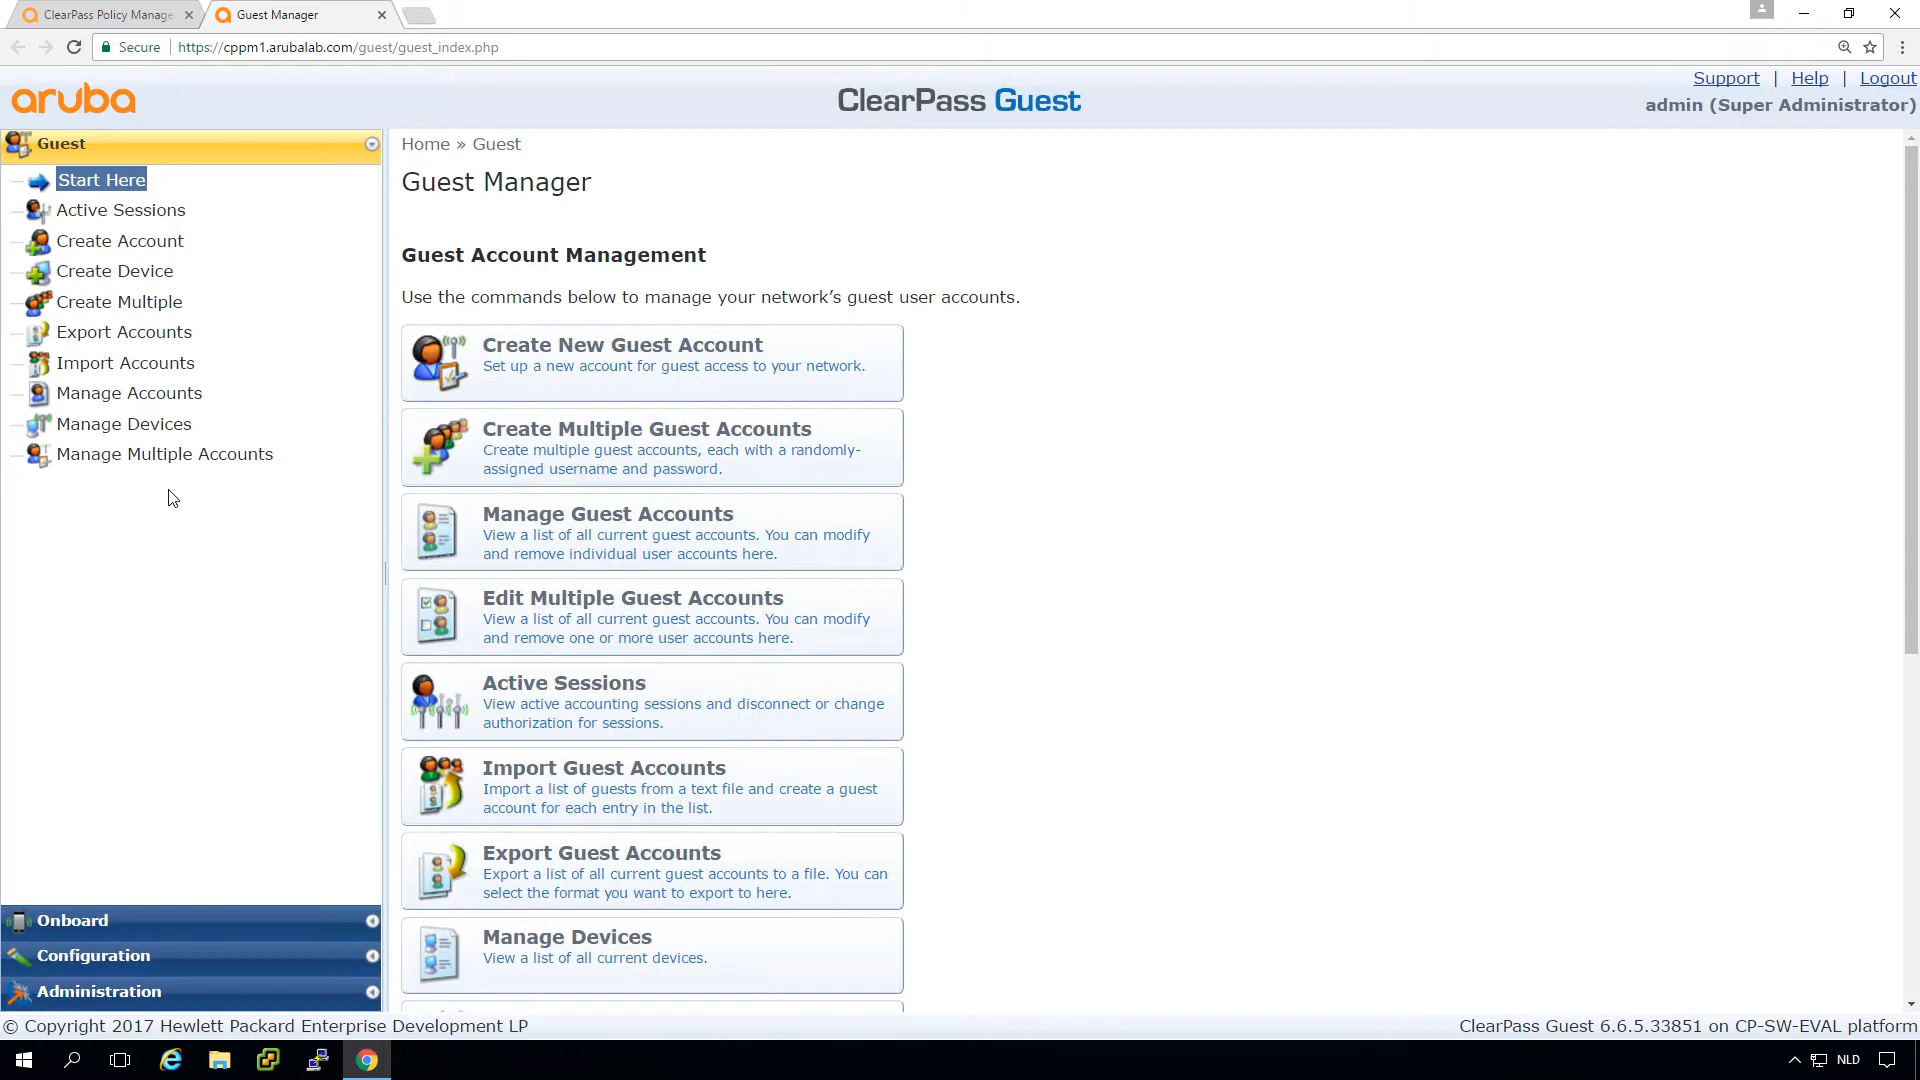 ClearPass Policy Manage
Guest Manager
Secure
https://cppm1.arubalab.com/guest/guest_index.php
Support | Help | Logout
aruba
ClearPass Guest
admin (Super Administrator)
Guest
Start Here
Active Sessions
Create Account
Create Device
Create Multiple
Export Accounts
Import Accounts
Manage Accounts
Manage Devices
Manage Multiple Accounts
Onboard
Configuration
Administration
Home » Guest
Guest Manager
Guest Account Management
Use the commands below to manage your network’s guest user accounts.
Create New Guest Account
Set up a new account for guest access to your network.
Create Multiple Guest Accounts
Create multiple guest accounts, each with a randomly-
assigned username and password.
Manage Guest Accounts
View a list of all current guest accounts. You can modify
and remove individual user accounts here.
Edit Multiple Guest Accounts
View a list of all current guest accounts. You can modify
and remove one or more user accounts here.
Active Sessions
View active accounting sessions and disconnect or change
authorization for sessions.
Import Guest Accounts
Import a list of guests from a text file and create a guest
account for each entry in the list.
Export Guest Accounts
Export a list of all current guest accounts to a file. You can
select the format you want to export to here.
Manage Devices
View a list of all current devices.
© Copyright 2017 Hewlett Packard Enterprise Development LP
ClearPass Guest 6.6.5.33851 on CP-SW-EVAL platform
NLD